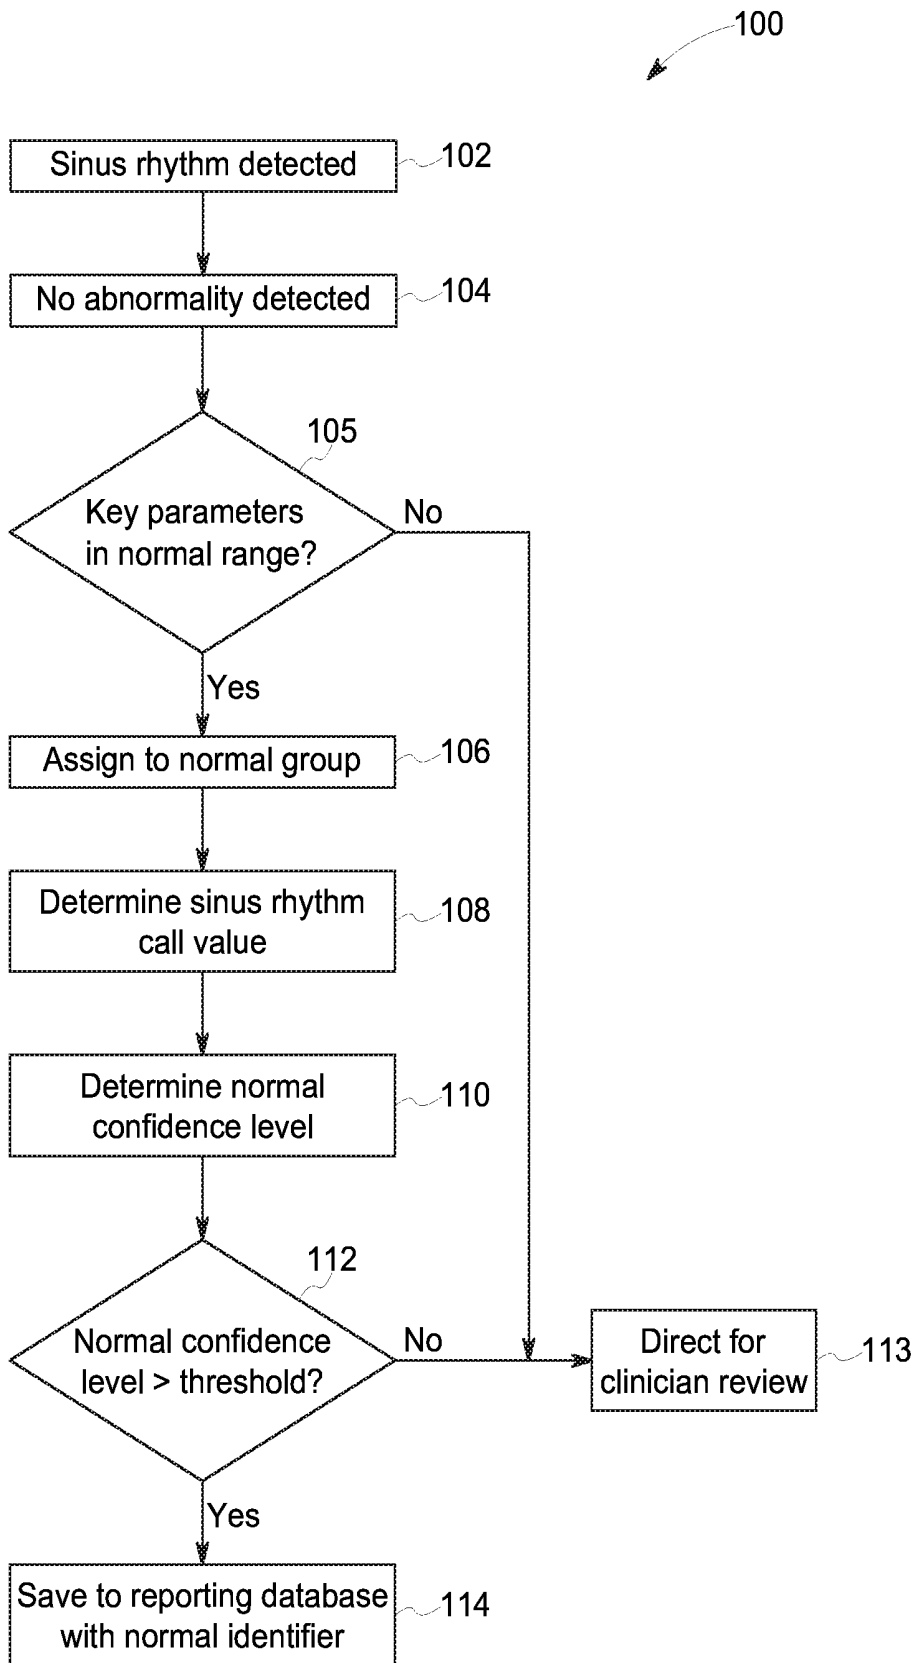 100
Sinus rhythm detected
102
No abnormality detected
104
105
Key parameters
in normal range?
No
Yes
Assign to normal group
106
Determine sinus rhythm
call value
108
Determine normal
confidence level
110
112
Normal confidence
level > threshold?
No
Direct for
clinician review
113
Yes
Save to reporting database
with normal identifier
114